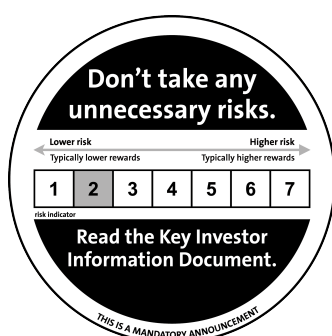 Don't take any
unnecessary risks.
Lower risk Higher risk
Typically lower rewards Typically higher rewards
1 2 3 4 5 6 7
risk indicator
Read the Key Investor
Information Document.
THIS IS A MANDATORY ANNOUNCEMENT